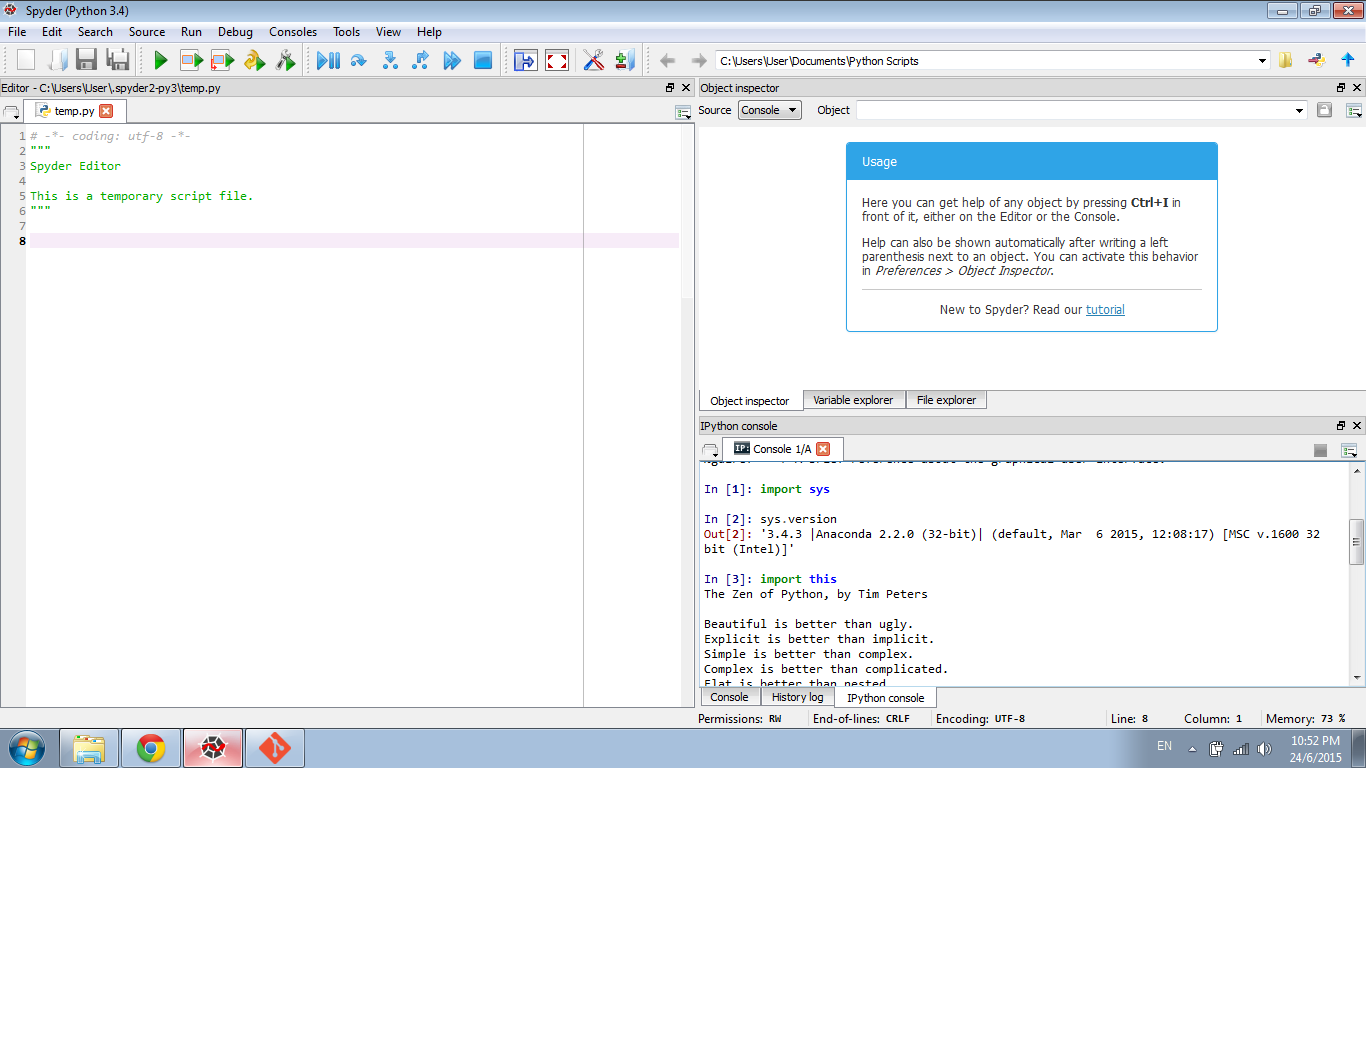 Spyder (Python 3.4)
File Edit Search Source Run Debug Consoles Tools View Help
C:\Users\User\Documents\Python Scripts
Editor - C:\Users\User\.spyder2-py3\temp.py
temp.py
1 # -*- coding: utf-8 -*-
2 """
3 Spyder Editor
4
5 This is a temporary script file.
6 """
7
8
Object inspector
Source Console Object
Usage
Here you can get help of any object by pressing Ctrl+I in
front of it, either on the Editor or the Console.
Help can also be shown automatically after writing a left
parenthesis next to an object. You can activate this behavior
in Preferences > Object Inspector.
New to Spyder? Read our tutorial
Object inspector Variable explorer File explorer
IPython console
IP: Console 1/A
In [1]: import sys
In [2]: sys.version
Out[2]: '3.4.3 |Anaconda 2.2.0 (32-bit)| (default, Mar  6 2015, 12:08:17) [MSC v.1600 32
bit (Intel)]'
In [3]: import this
The Zen of Python, by Tim Peters
Beautiful is better than ugly.
Explicit is better than implicit.
Simple is better than complex.
Complex is better than complicated.
Flat is better than nested
Console History log IPython console
Permissions: RW End-of-lines: CRLF Encoding: UTF-8 Line: 8 Column: 1 Memory: 73 %
EN
10:52 PM
24/6/2015